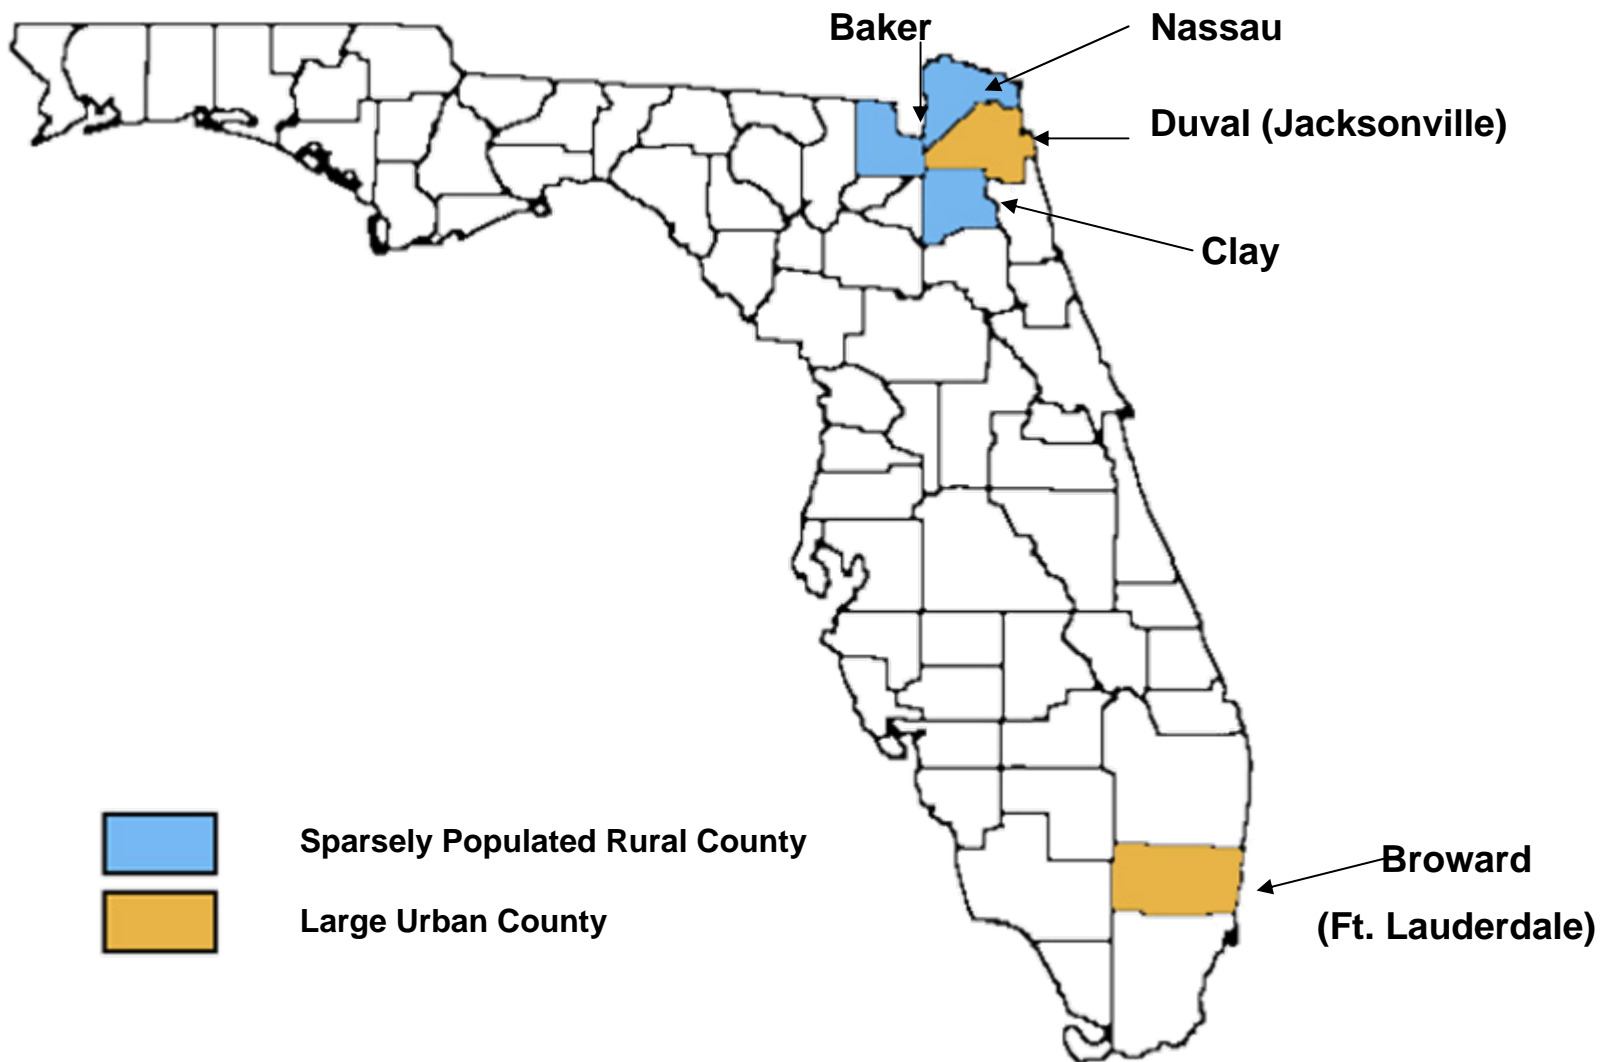 Baker
Nassau
Duval (Jacksonville)
Clay
Sparsely Populated Rural County
Large Urban County
Broward
(Ft. Lauderdale)